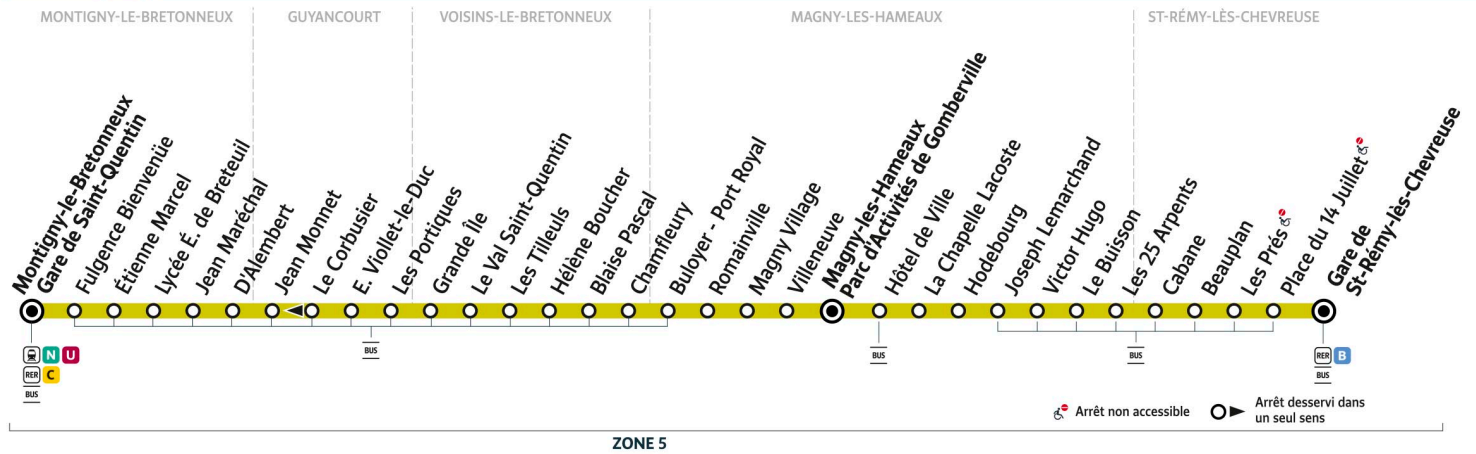 MONTIGNY-LE-BRETONNEUX
GUYANCOURT
VOISINS-LE-BRETONNEUX
MAGNY-LES-HAMEAUX
ST-RÉMY-LÈS-CHEVREUSE
Montigny-le-Bretonneux
Gare de Saint-Quentin
Fulgence Bienvenüe
Étienne Marcel
Lycée É. de Breteuil
Jean Maréchal
D'Alembert
Jean Monnet
Le Corbusier
E. Viollet-le-Duc
Les Portiques
Grande Île
Le Val Saint-Quentin
Les Tilleuls
Hélène Boucher
Blaise Pascal
Chamfleury
Buloyer - Port Royal
Romainville
Magny Village
Villeneuve
Magny-les-Hameaux
Parc d'Activités de Gomberville
Hôtel de Ville
La Chapelle Lacoste
Hodebourg
Joseph Lemarchand
Victor Hugo
Le Buisson
Les 25 Arpents
Cabane
Beauplan
Les Prés
Place du 14 Juillet
Gare de
St-Rémy-lès-Chevreuse
N U
RER C
BUS
BUS
BUS
BUS
RER B
BUS
Arrêt non accessible
Arrêt desservi dans
un seul sens
ZONE 5